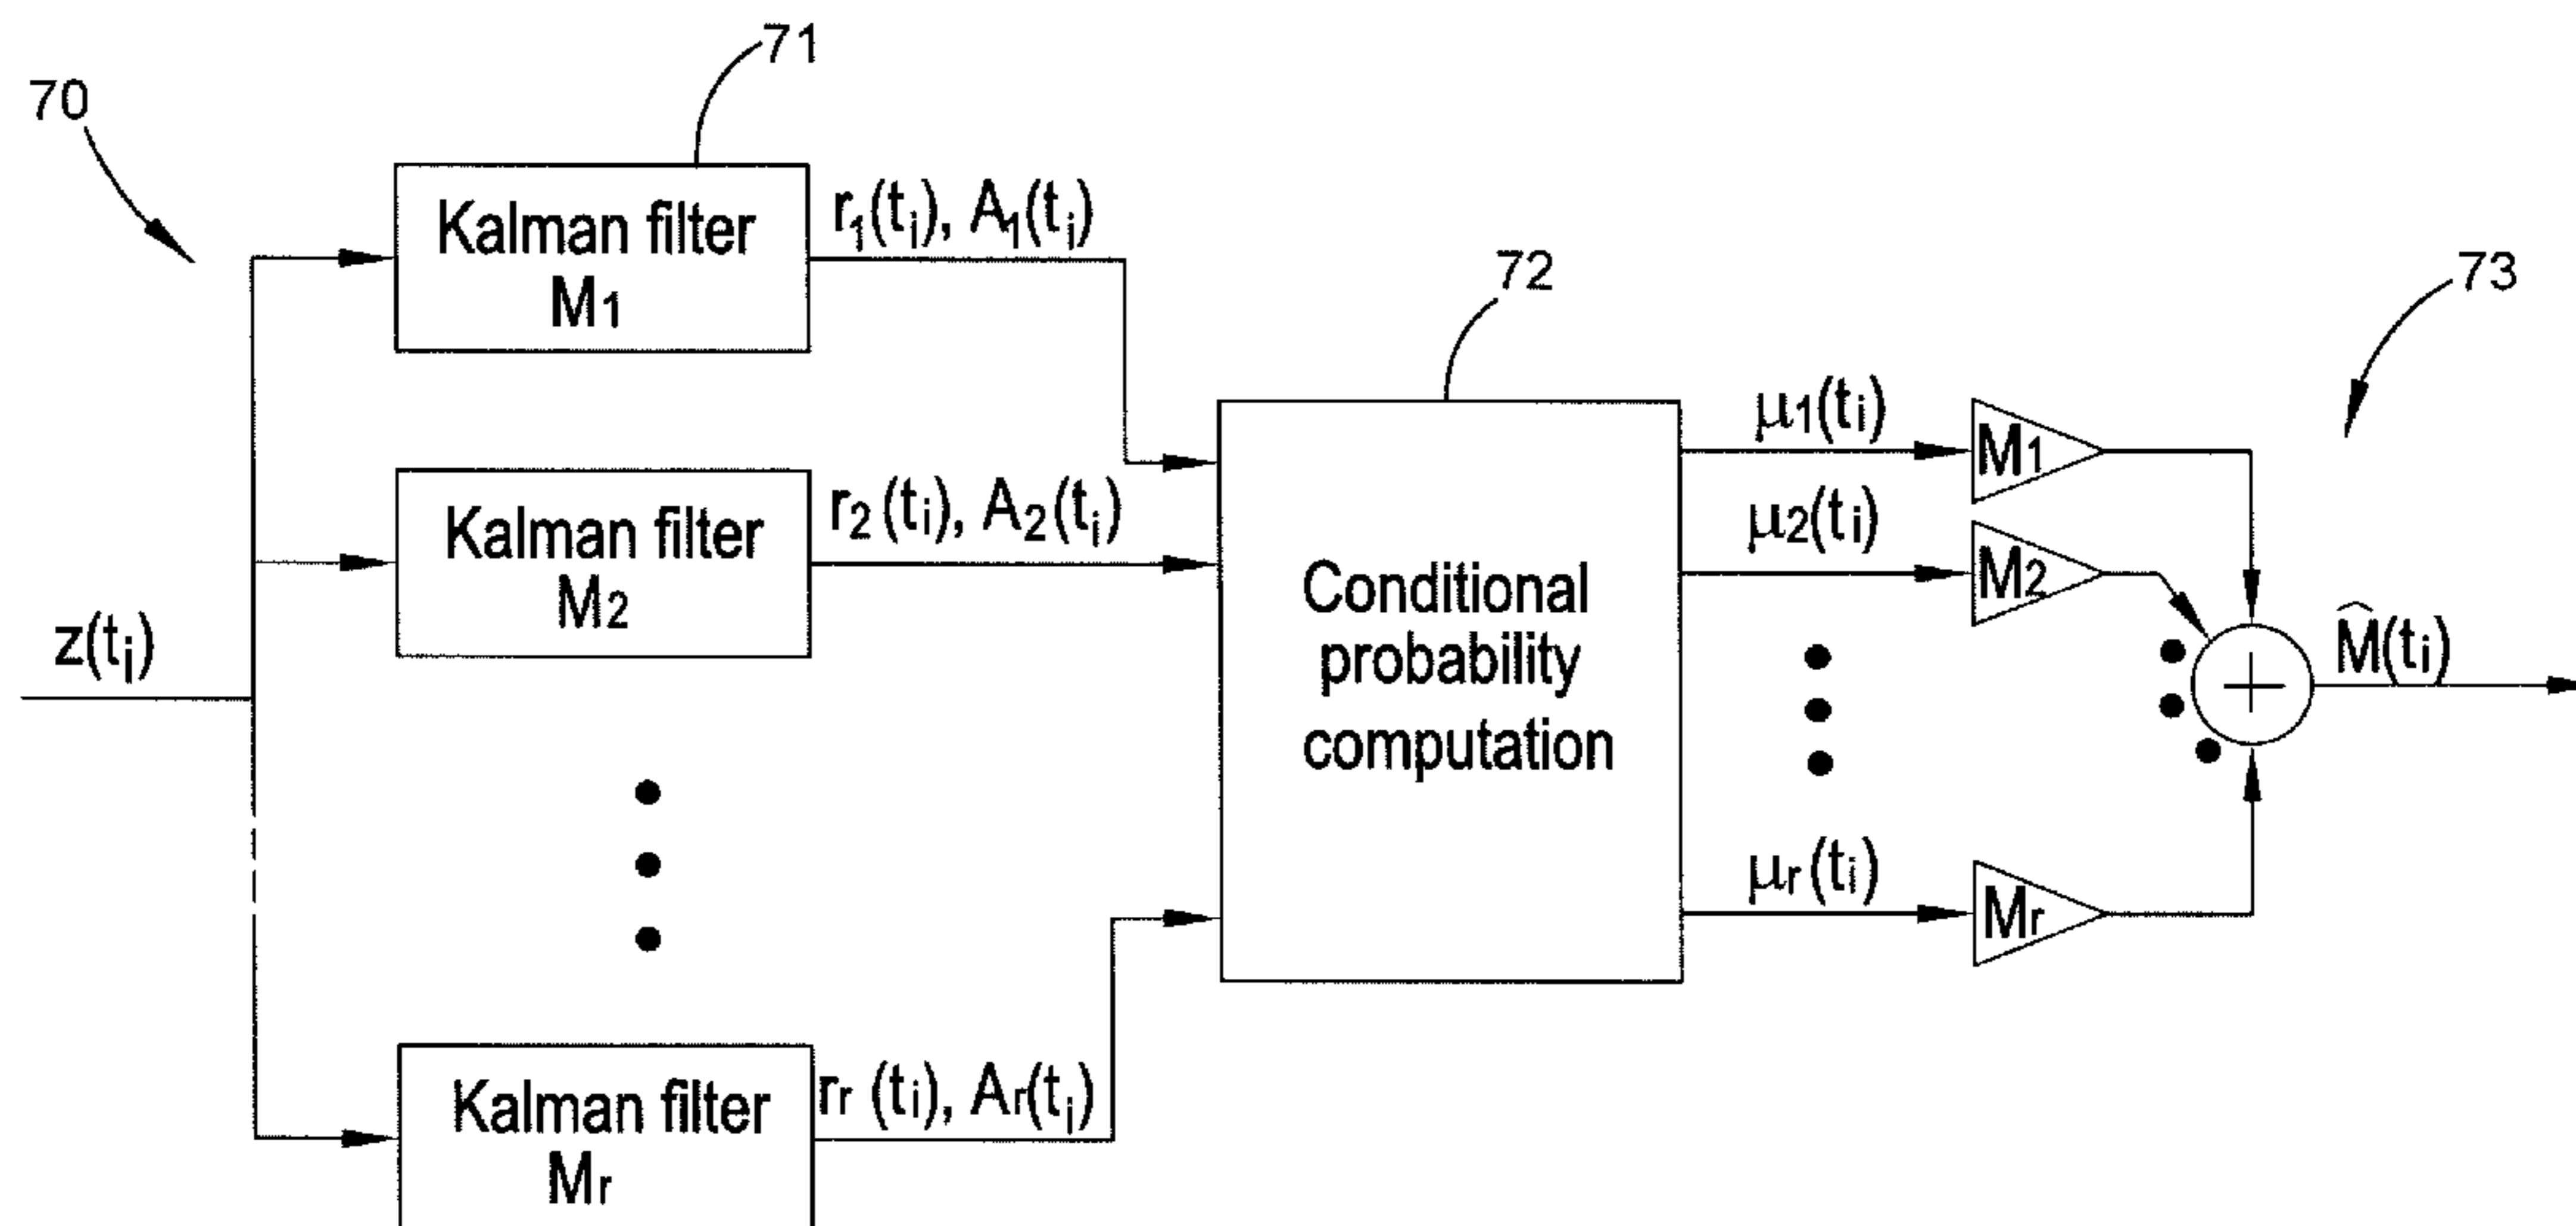 71
70
Kalman filter
M1
r1(ti), A1(ti)
72
73
Kalman filter
M2
r2(ti), A2(ti)
z(ti)
Conditional
probability
computation
μ1(ti)
M1
μ2(ti)
M2
+
M̂(ti)
μr(ti)
Mr
Kalman filter
Mr
rr(ti), Ar(ti)